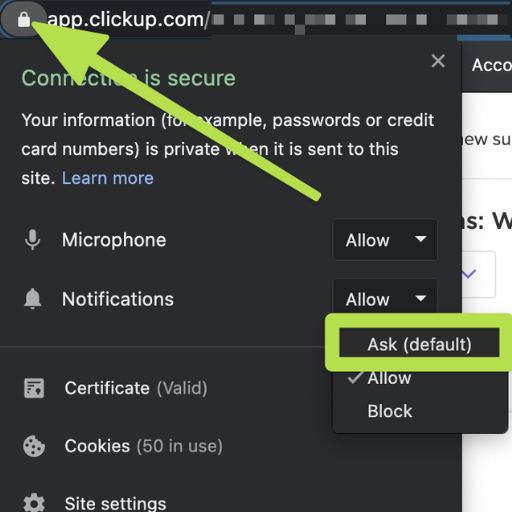 app.clickup.com/
Acco
Connection is secure
Your information (for example, passwords or credit
card numbers) is private when it is sent to this
site. Learn more
new su
Microphone
Allow
ns: W
Notifications
Allow
Ask (default)
Allow
Block
Certificate (Valid)
Cookies (50 in use)
Site settings